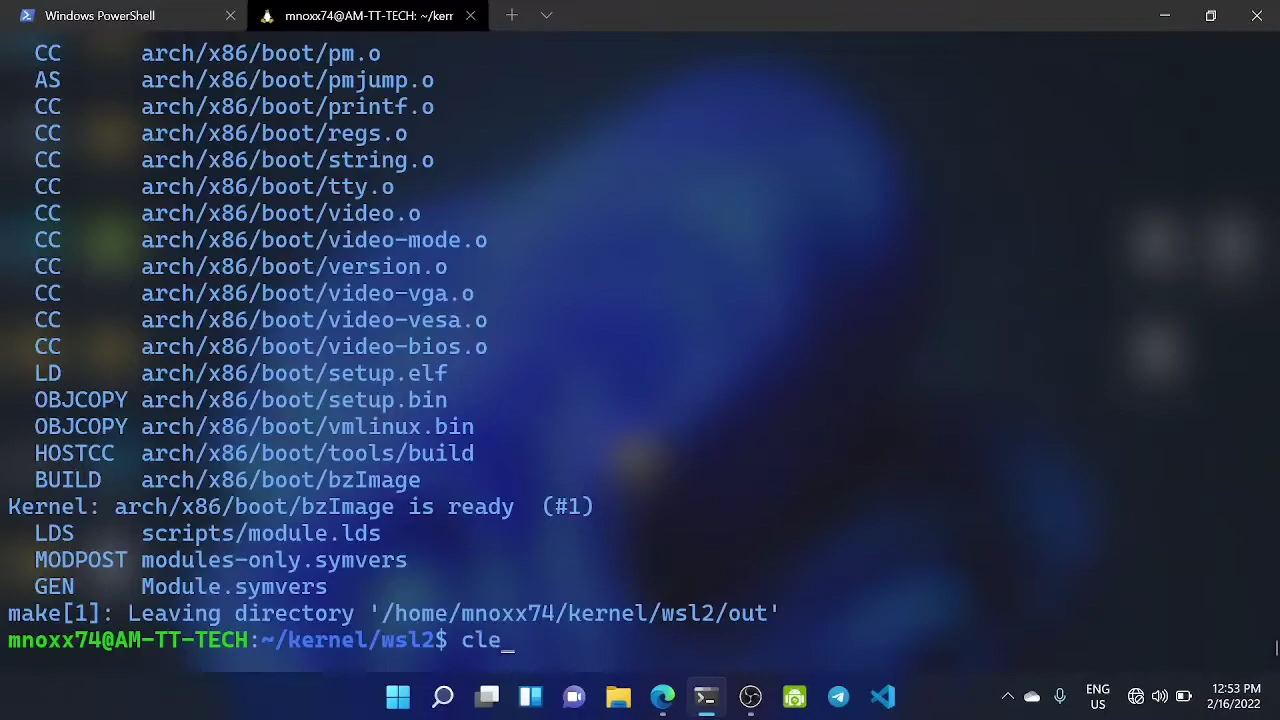 Windows PowerShell
mnoxx74@AM-TT-TECH: ~/kerr
CC arch/x86/boot/pm.o
AS arch/x86/boot/pmjump.o
CC arch/x86/boot/printf.o
CC arch/x86/boot/regs.o
CC arch/x86/boot/string.o
CC arch/x86/boot/tty.o
CC arch/x86/boot/video.o
CC arch/x86/boot/video-mode.o
CC arch/x86/boot/version.o
CC arch/x86/boot/video-vga.o
CC arch/x86/boot/video-vesa.o
CC arch/x86/boot/video-bios.o
LD arch/x86/boot/setup.elf
OBJCOPY arch/x86/boot/setup.bin
OBJCOPY arch/x86/boot/vmlinux.bin
HOSTCC arch/x86/boot/tools/build
BUILD arch/x86/boot/bzImage
Kernel: arch/x86/boot/bzImage is ready (#1)
LDS scripts/module.lds
MODPOST modules-only.symvers
GEN Module.symvers
make[1]: Leaving directory '/home/mnoxx74/kernel/wsl2/out'
mnoxx74@AM-TT-TECH:~/kernel/wsl2$ cle_
ENG
US
12:53 PM
2/16/2022